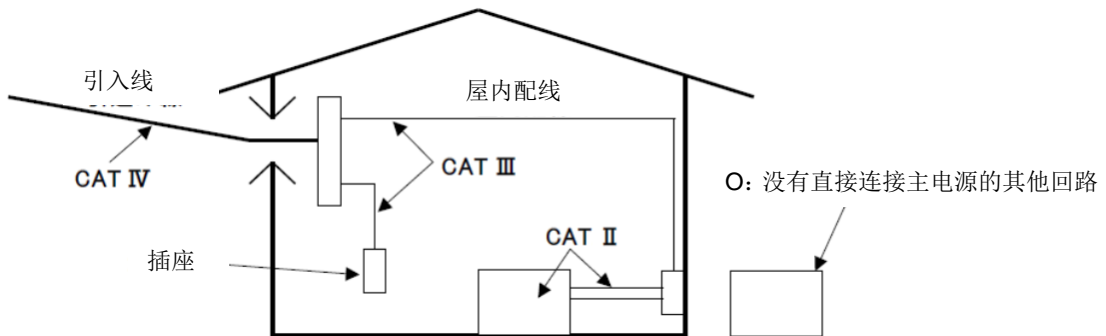 引入线
屋内配线
CAT Ⅳ
CAT Ⅲ
O: 没有直接连接主电源的其他回路
插座
CAT Ⅱ